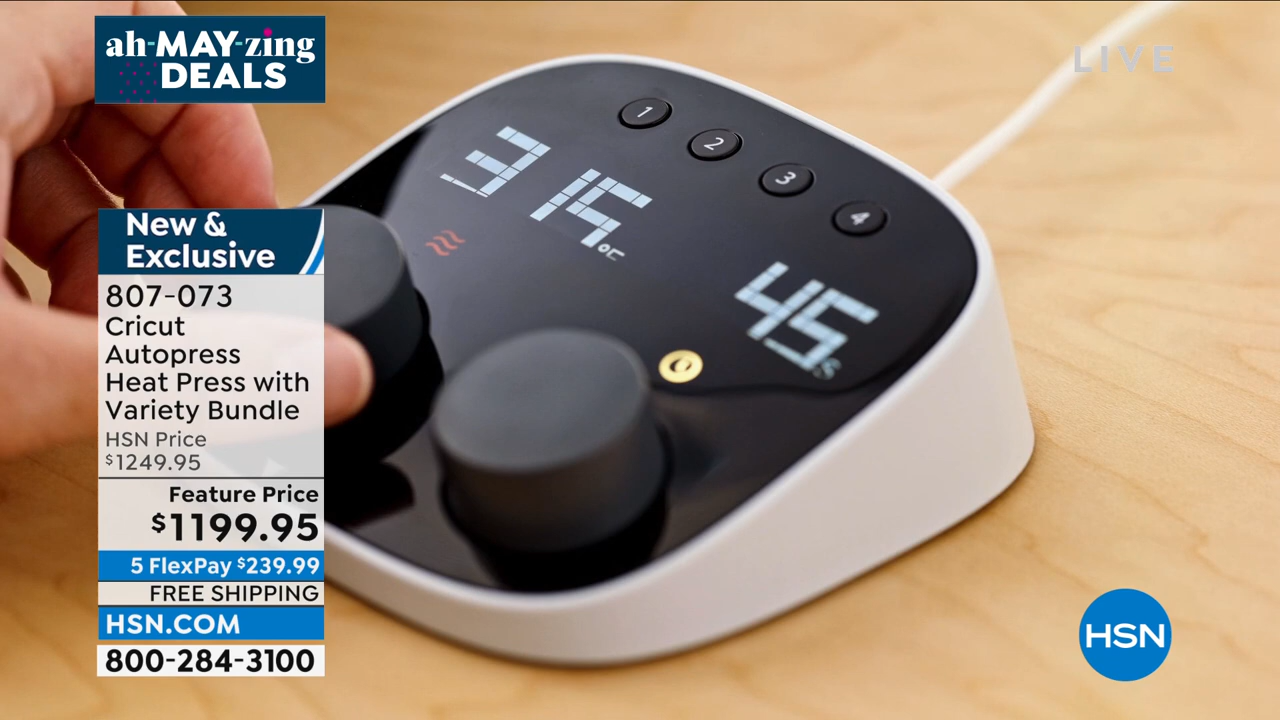 ah-MAY-zing
DEALS
LIVE
New &
Exclusive
807-073
Cricut
Autopress
Heat Press with
Variety Bundle
HSN Price
$1249.95
Feature Price
$1199.95
5 FlexPay $239.99
FREE SHIPPING
HSN.COM
800-284-3100
1
2
3
4
315°C
45s
HSN